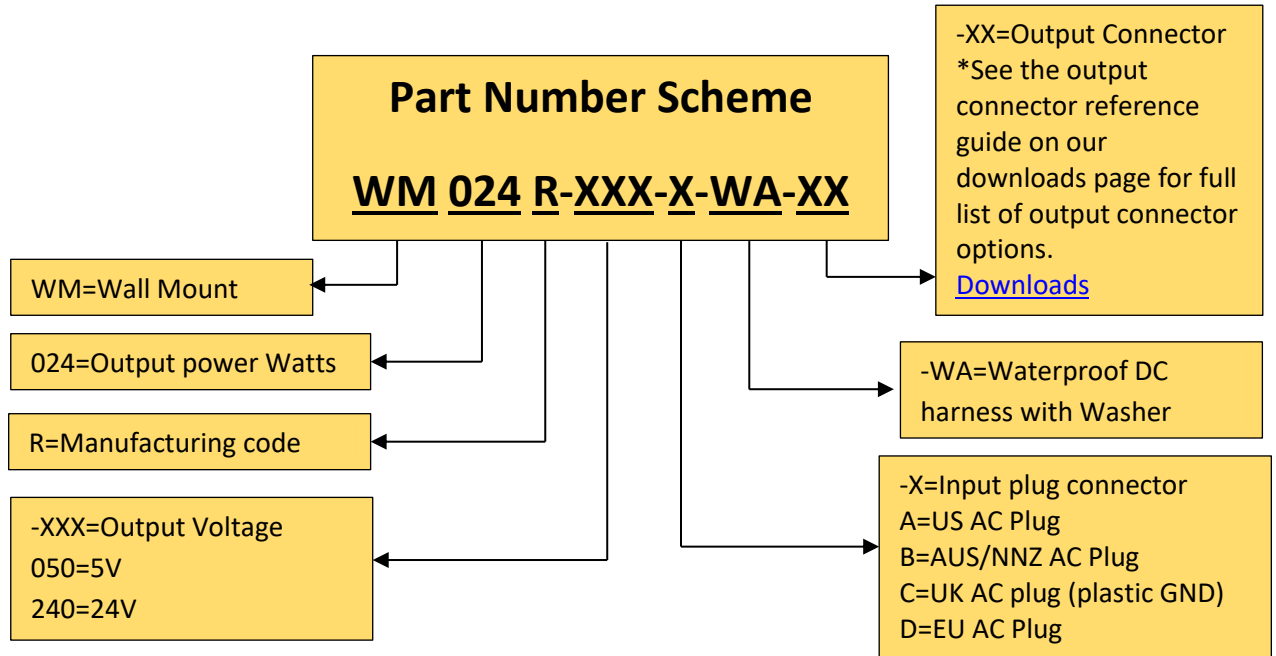 Part Number Scheme
WM 024 R-XXX-X-WA-XX
-XX=Output Connector
*See the output
connector reference
guide on our
downloads page for full
list of output connector
options.
Downloads
WM=Wall Mount
024=Output power Watts
R=Manufacturing code
-XXX=Output Voltage
050=5V
240=24V
-WA=Waterproof DC
harness with Washer
-X=Input plug connector
A=US AC Plug
B=AUS/NNZ AC Plug
C=UK AC plug (plastic GND)
D=EU AC Plug